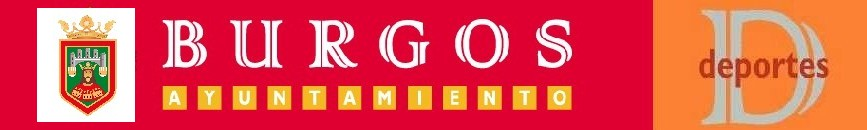 BURGOS
AYUNTAMIENTO
D
deportes